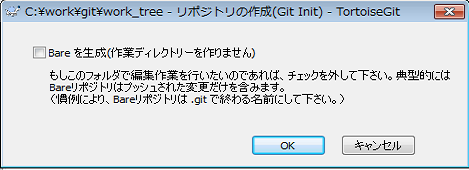 C:¥work¥git¥work_tree - リポジトリの作成(Git Init) - TortoiseGit
Bare を生成(作業ディレクトリーを作りません)
もしこのフォルダで編集作業を行いたいのであれば、チェックを外して下さい。典型的には
Bareリポジトリはプッシュされた変更だけを含みます。
(慣例により、Bareリポジトリは .git で終わる名前にして下さい。)
OK
キャンセル